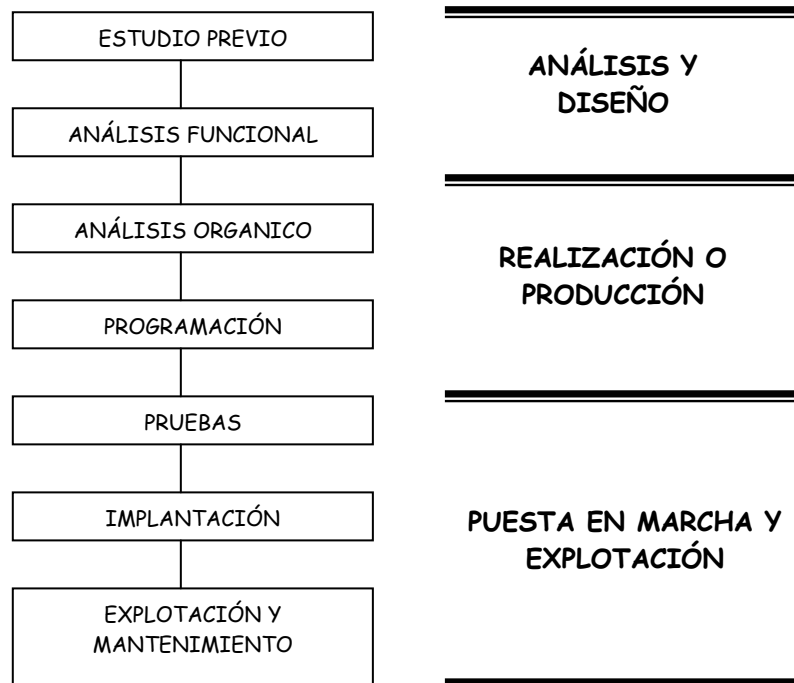 ESTUDIO PREVIO
ANÁLISIS FUNCIONAL
ANÁLISIS ORGANICO
PROGRAMACIÓN
PRUEBAS
IMPLANTACIÓN
EXPLOTACIÓN Y
MANTENIMIENTO
ANÁLISIS Y
DISEÑO
REALIZACIÓN O
PRODUCCIÓN
PUESTA EN MARCHA Y
EXPLOTACIÓN